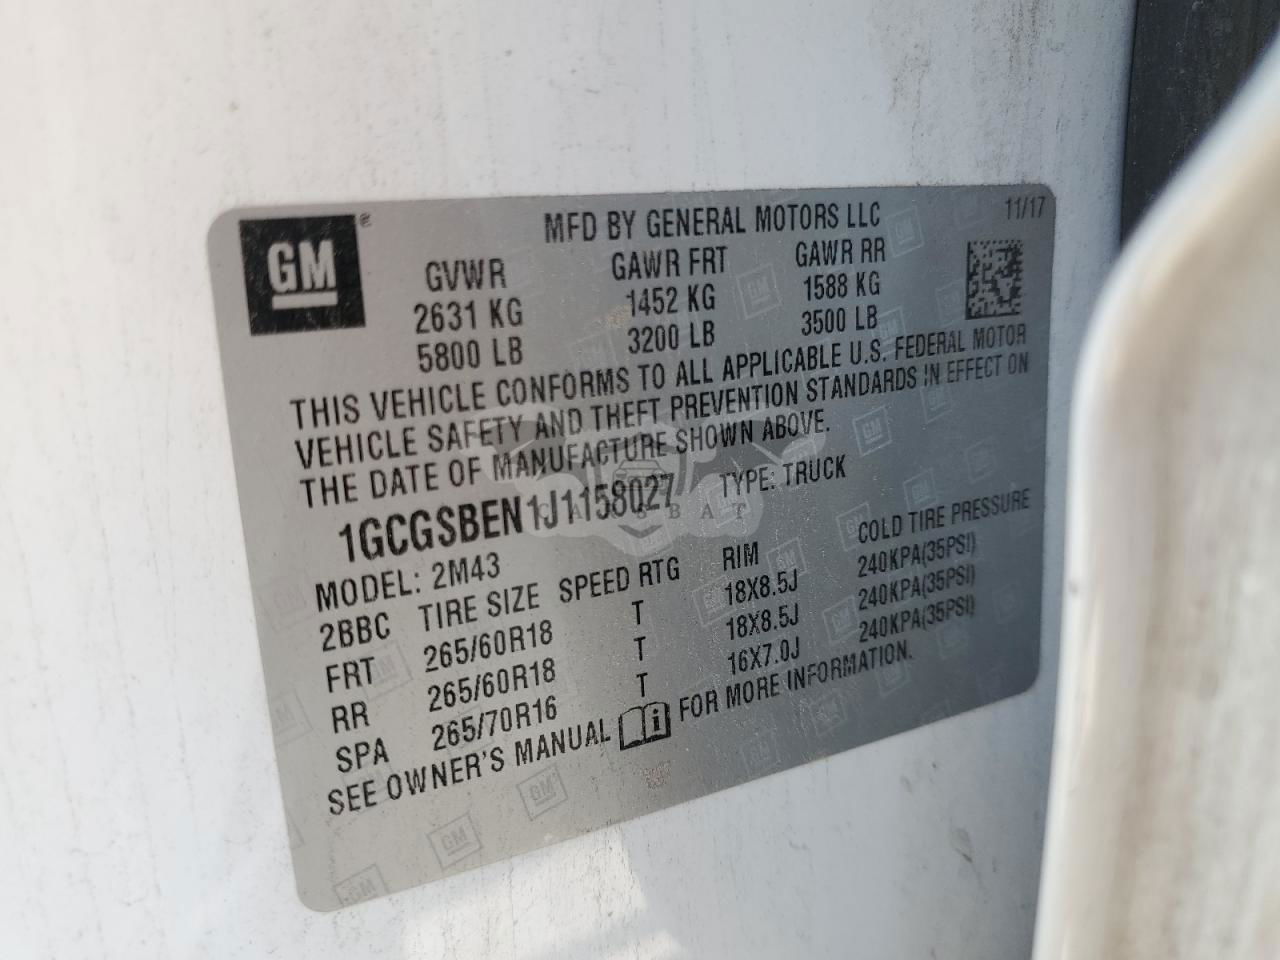 GM
MFD BY GENERAL MOTORS LLC
11/17
GVWR GAWR FRT GAWR RR
2631 KG 1452 KG 1588 KG
5800 LB 3200 LB 3500 LB
THIS VEHICLE CONFORMS TO ALL APPLICABLE U.S. FEDERAL MOTOR
VEHICLE SAFETY AND THEFT PREVENTION STANDARDS IN EFFECT ON
THE DATE OF MANUFACTURE SHOWN ABOVE.
1GCGSBEN1J1158027 TYPE: TRUCK
MODEL: 2M43
2BBC TIRE SIZE SPEED RTG RIM COLD TIRE PRESSURE
FRT 265/60R18 T 18X8.5J 240KPA(35PSI)
RR 265/60R18 T 18X8.5J 240KPA(35PSI)
SPA 265/70R16 T 16X7.0J 240KPA(35PSI)
SEE OWNER'S MANUAL FOR MORE INFORMATION.